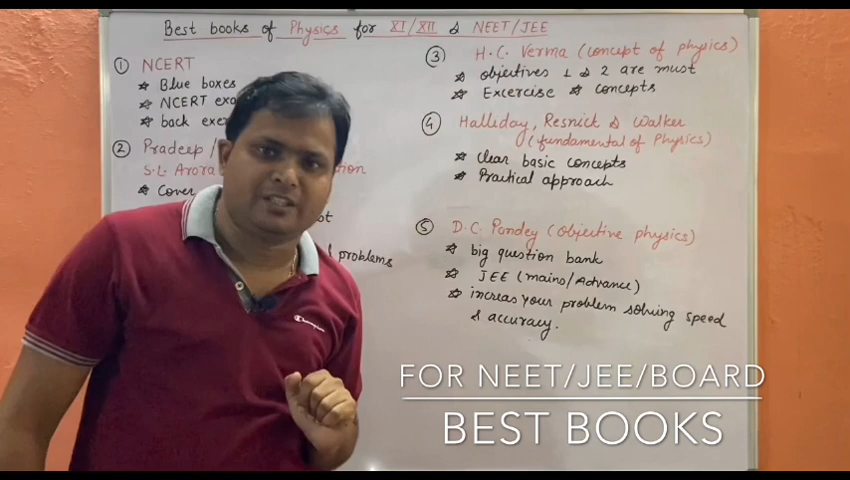 Best books of Physics for XI/XII & NEET/JEE
① NCERT
☆ Blue boxes
☆ NCERT exa
☆ back exer
② Pradeep /
S.L. Arora
tion
☆ Cover
ot
problems
③ H.C. Verma (concept of physics)
☆ objectives 1 & 2 are must
☆ Excercise ☆ concepts
④ Halliday, Resnick & Walker
(fundamental of Physics)
☆ clear basic concepts
☆ Practical approach
⑤ D.C. Pandey (objective physics)
☆ big question bank
☆ JEE (mains/Advance)
☆ increas your problem solving speed
& accuracy.
Champion
FOR NEET/JEE/BOARD
BEST BOOKS